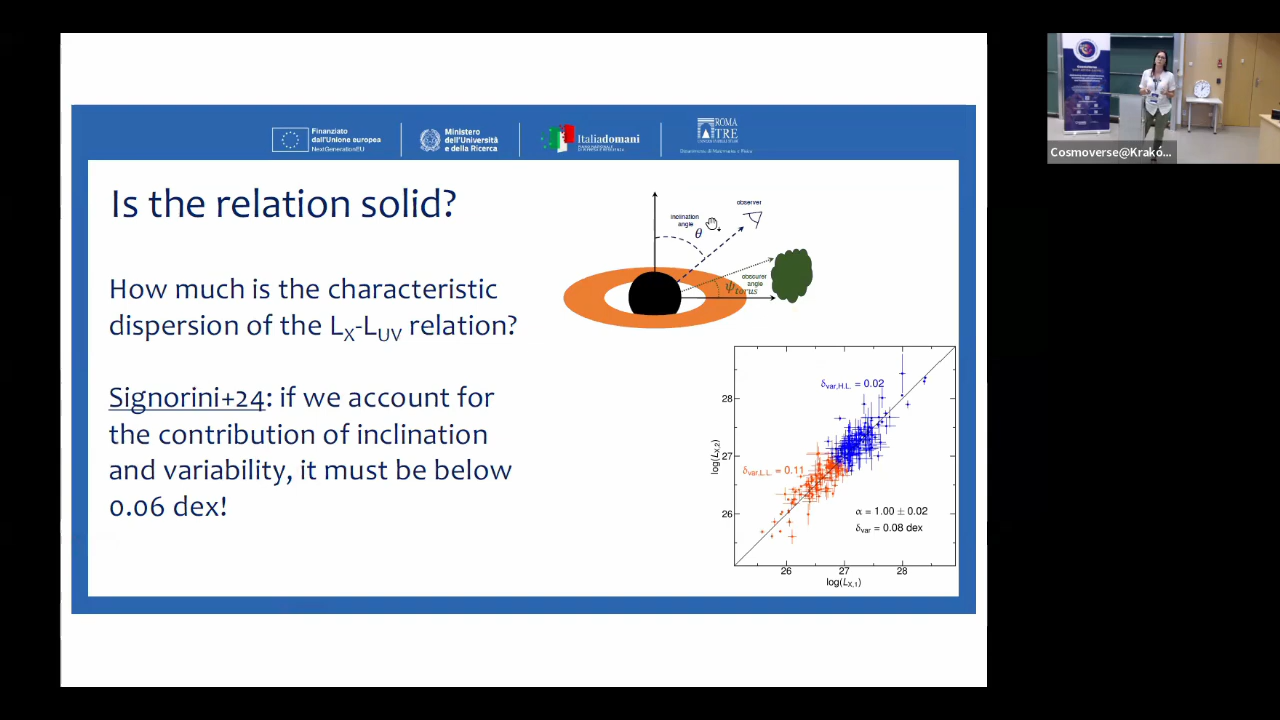 Finanziato
dall'Unione europea
NextGenerationEU
Ministero
dell'Università
e della Ricerca
Italiadomani
ROMA
TRE
Is the relation solid?
How much is the characteristic
dispersion of the LX-LUV relation?
Signorini+24: if we account for
the contribution of inclination
and variability, it must be below
0.06 dex!
observer
inclination
angle
θ
obscurer
angle
ψtorus
δvar,H.L. = 0.02
δvar,L.L. = 0.11
α = 1.00 ± 0.02
δvar = 0.08 dex
log(LX,2)
28
27
26
26
27
28
log(LX,1)
Cosmoverse@Krakó...